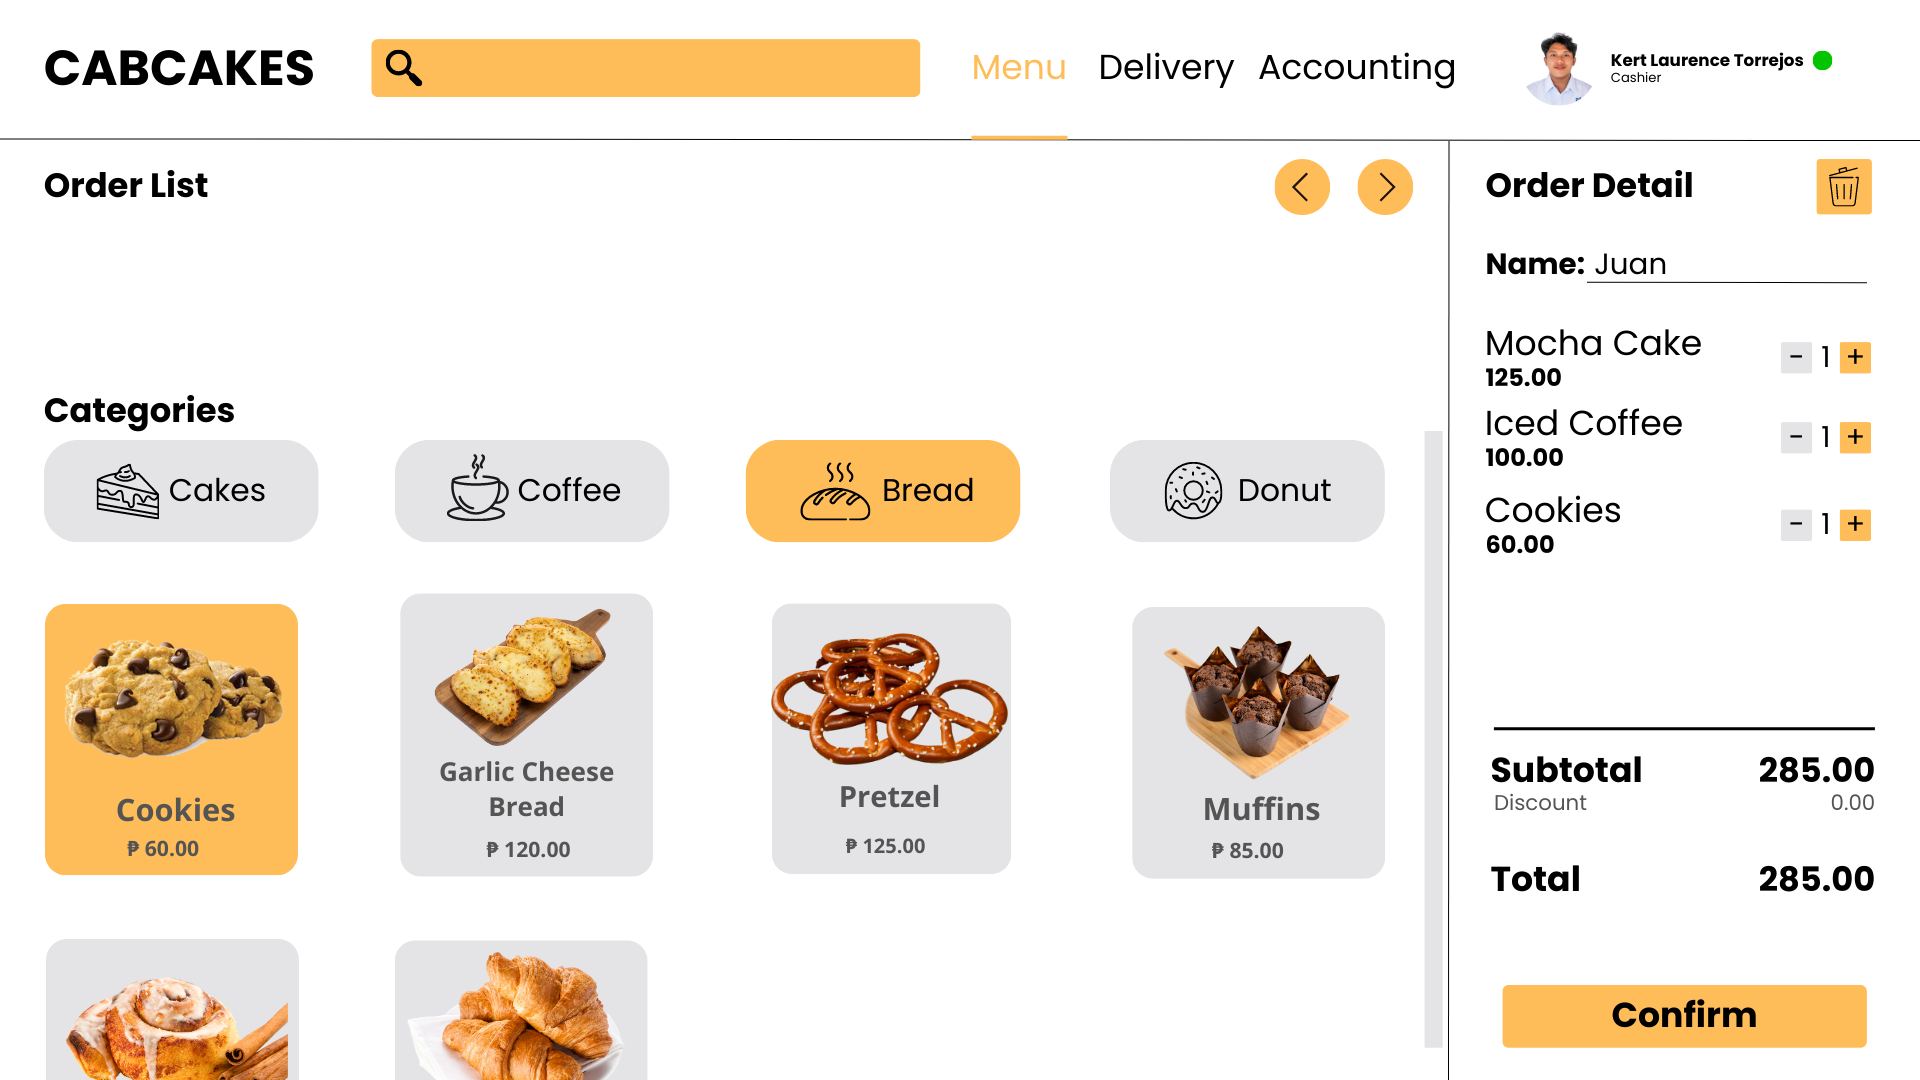 CABCAKES
Menu
Delivery
Accounting
Kert Laurence Torrejos
Cashier
Order List
Categories
Cakes
Coffee
Bread
Donut
Cookies
₱ 60.00
Garlic Cheese
Bread
₱ 120.00
Pretzel
₱ 125.00
Muffins
₱ 85.00
Order Detail
Name: Juan
Mocha Cake
125.00
- 1 +
Iced Coffee
100.00
- 1 +
Cookies
60.00
- 1 +
Subtotal 285.00
Discount 0.00
Total 285.00
Confirm